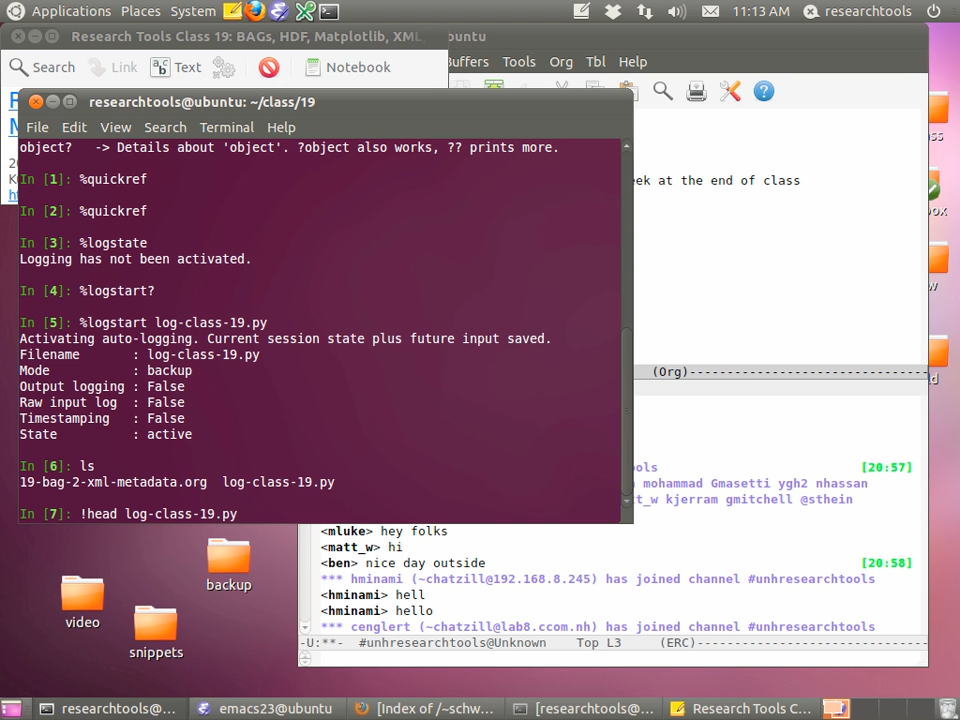 Applications Places System 11:13 AM researchtools
Research Tools Class 19: BAGs, HDF, Matplotlib, XML, buntu
Search Link Text Notebook
Buffers Tools Org Tbl Help
researchtools@ubuntu: ~/class/19
File Edit View Search Terminal Help
object? -> Details about 'object'. ?object also works, ?? prints more.
In [1]: %quickref
eek at the end of class
In [2]: %quickref
In [3]: %logstate
Logging has not been activated.
In [4]: %logstart?
In [5]: %logstart log-class-19.py
Activating auto-logging. Current session state plus future input saved.
Filename : log-class-19.py
Mode : backup
Output logging : False
Raw input log : False
Timestamping : False
State : active
(Org)--------------------------------
In [6]: ls
19-bag-2-xml-metadata.org log-class-19.py
In [7]: !head log-class-19.py
ols [20:57]
mohammad Gmasetti ygh2 nhassan
tt_w kjerram gmitchell @sthein
<mluke> hey folks
<matt_w> hi
<ben> nice day outside [20:58]
*** hminami (~chatzill@192.168.8.245) has joined channel #unhresearchtools
<hminami> hell
<hminami> hello
*** cenglert (~chatzill@lab8.ccom.nh) has joined channel #unhresearchtools
-U:**- #unhresearchtools@Unknown Top L3 (ERC)--------------------------------
backup
video
snippets
researchtools@... emacs23@ubuntu [Index of /~schw... [researchtools@... Research Tools C...